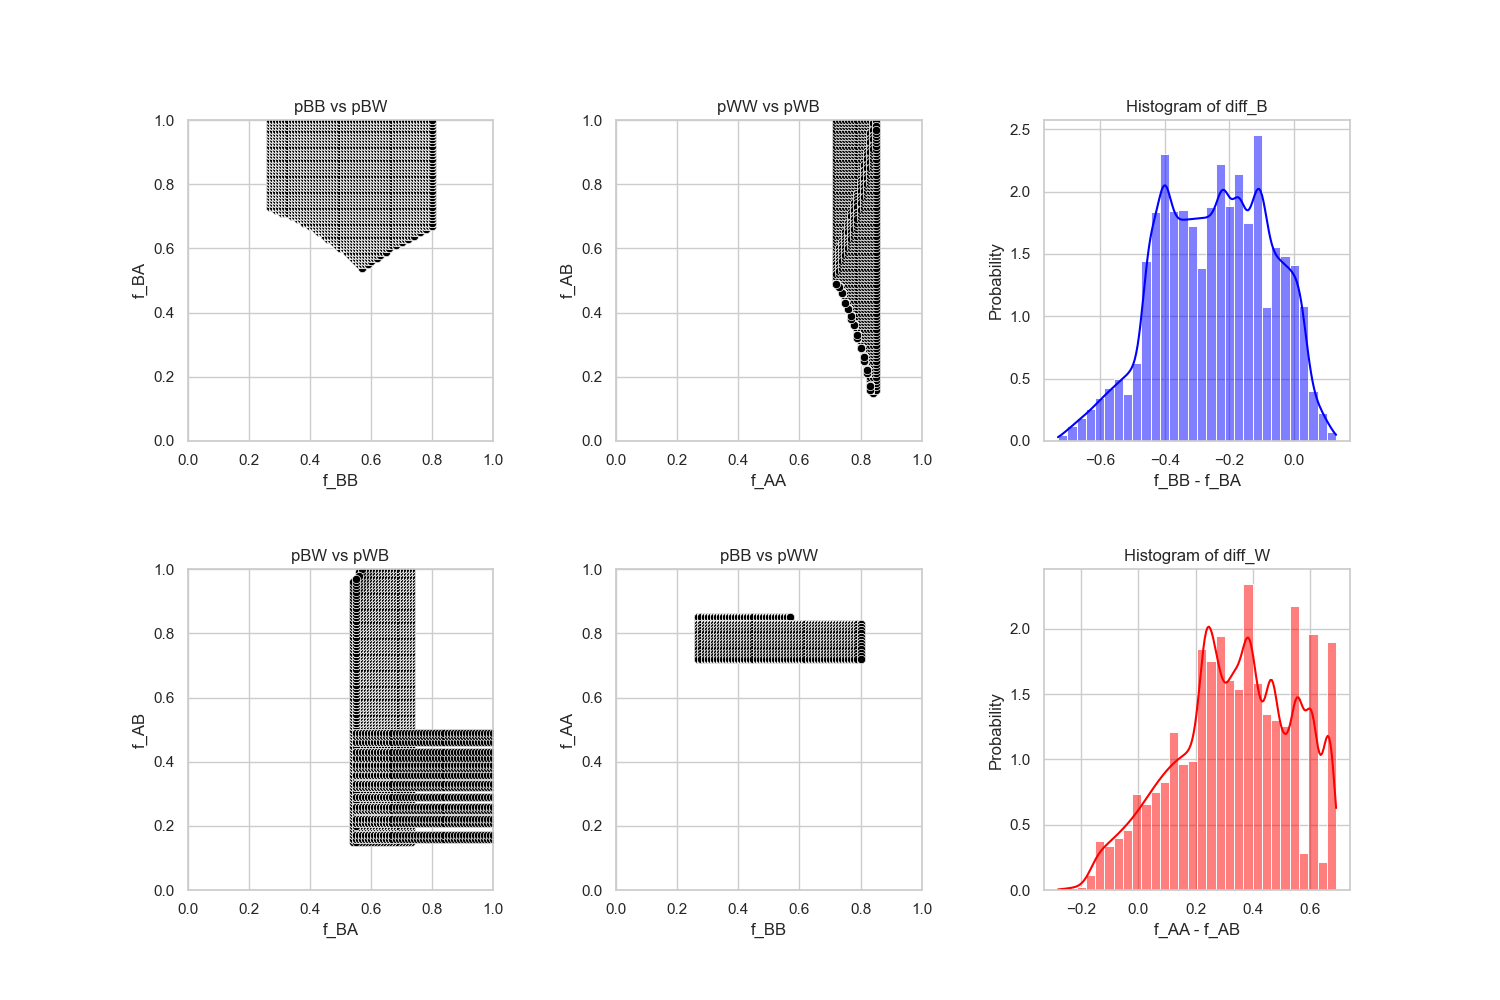 pBB vs pBW
1.0
0.8
0.6
0.4
0.2
0.0
f_BA
0.0 0.2 0.4 0.6 0.8 1.0
f_BB
pWW vs pWB
1.0
0.8
0.6
0.4
0.2
0.0
f_AB
0.0 0.2 0.4 0.6 0.8 1.0
f_AA
Histogram of diff_B
2.5
2.0
1.5
1.0
0.5
0.0
Probability
−0.6 −0.4 −0.2 0.0
f_BB - f_BA
pBW vs pWB
1.0
0.8
0.6
0.4
0.2
0.0
f_AB
0.0 0.2 0.4 0.6 0.8 1.0
f_BA
pBB vs pWW
1.0
0.8
0.6
0.4
0.2
0.0
f_AA
0.0 0.2 0.4 0.6 0.8 1.0
f_BB
Histogram of diff_W
2.0
1.5
1.0
0.5
0.0
Probability
−0.2 0.0 0.2 0.4 0.6
f_AA - f_AB